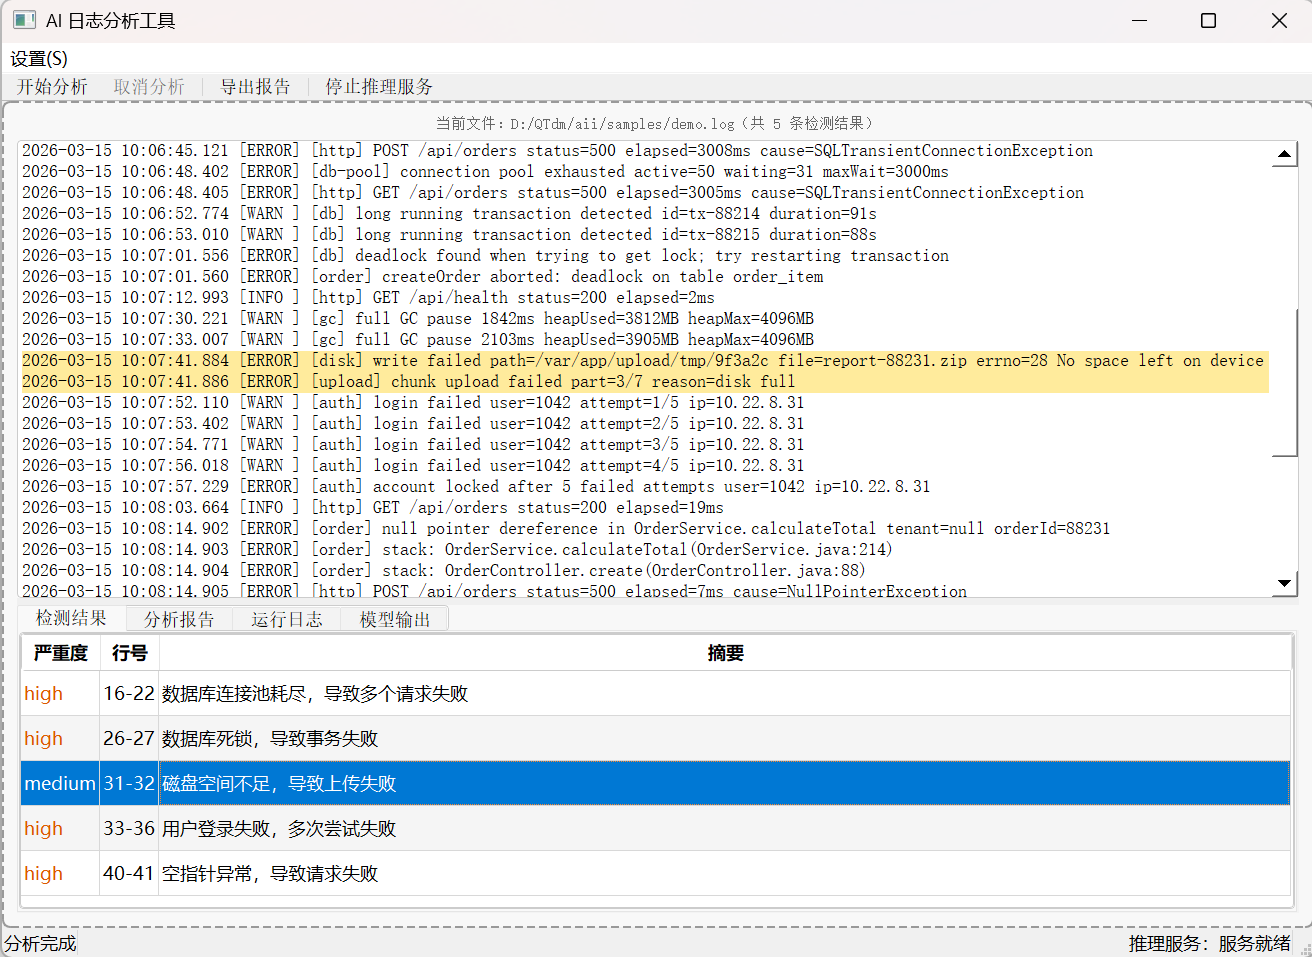 AI 日志分析工具
设置(S)
开始分析 取消分析 导出报告 停止推理服务
当前文件：D:/QTdm/aii/samples/demo.log（共 5 条检测结果）
2026-03-15 10:06:45.121 [ERROR] [http] POST /api/orders status=500 elapsed=3008ms cause=SQLTransientConnectionException
2026-03-15 10:06:48.402 [ERROR] [db-pool] connection pool exhausted active=50 waiting=31 maxWait=3000ms
2026-03-15 10:06:48.405 [ERROR] [http] GET /api/orders status=500 elapsed=3005ms cause=SQLTransientConnectionException
2026-03-15 10:06:52.774 [WARN ] [db] long running transaction detected id=tx-88214 duration=91s
2026-03-15 10:06:53.010 [WARN ] [db] long running transaction detected id=tx-88215 duration=88s
2026-03-15 10:07:01.556 [ERROR] [db] deadlock found when trying to get lock; try restarting transaction
2026-03-15 10:07:01.560 [ERROR] [order] createOrder aborted: deadlock on table order_item
2026-03-15 10:07:12.993 [INFO ] [http] GET /api/health status=200 elapsed=2ms
2026-03-15 10:07:30.221 [WARN ] [gc] full GC pause 1842ms heapUsed=3812MB heapMax=4096MB
2026-03-15 10:07:33.007 [WARN ] [gc] full GC pause 2103ms heapUsed=3905MB heapMax=4096MB
2026-03-15 10:07:41.884 [ERROR] [disk] write failed path=/var/app/upload/tmp/9f3a2c file=report-88231.zip errno=28 No space left on device
2026-03-15 10:07:41.886 [ERROR] [upload] chunk upload failed part=3/7 reason=disk full
2026-03-15 10:07:52.110 [WARN ] [auth] login failed user=1042 attempt=1/5 ip=10.22.8.31
2026-03-15 10:07:53.402 [WARN ] [auth] login failed user=1042 attempt=2/5 ip=10.22.8.31
2026-03-15 10:07:54.771 [WARN ] [auth] login failed user=1042 attempt=3/5 ip=10.22.8.31
2026-03-15 10:07:56.018 [WARN ] [auth] login failed user=1042 attempt=4/5 ip=10.22.8.31
2026-03-15 10:07:57.229 [ERROR] [auth] account locked after 5 failed attempts user=1042 ip=10.22.8.31
2026-03-15 10:08:03.664 [INFO ] [http] GET /api/orders status=200 elapsed=19ms
2026-03-15 10:08:14.902 [ERROR] [order] null pointer dereference in OrderService.calculateTotal tenant=null orderId=88231
2026-03-15 10:08:14.903 [ERROR] [order] stack: OrderService.calculateTotal(OrderService.java:214)
2026-03-15 10:08:14.904 [ERROR] [order] stack: OrderController.create(OrderController.java:88)
2026-03-15 10:08:14.905 [ERROR] [http] POST /api/orders status=500 elapsed=7ms cause=NullPointerException
检测结果 分析报告 运行日志 模型输出
严重度 行号 摘要
high 16-22 数据库连接池耗尽，导致多个请求失败
high 26-27 数据库死锁，导致事务失败
medium 31-32 磁盘空间不足，导致上传失败
high 33-36 用户登录失败，多次尝试失败
high 40-41 空指针异常，导致请求失败
分析完成 推理服务：服务就绪